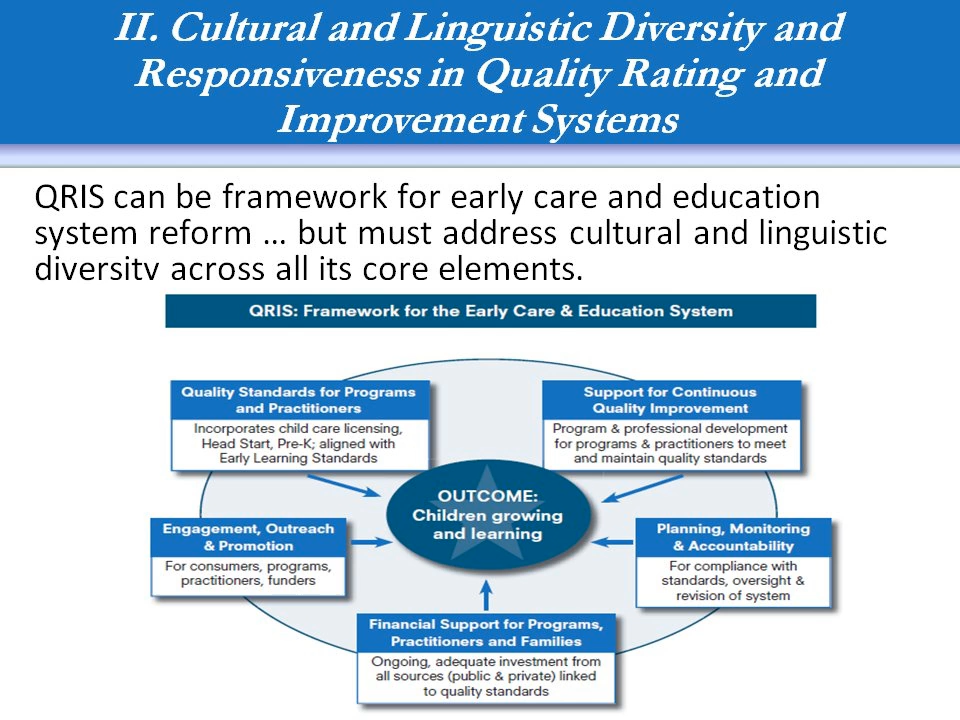 II. Cultural and Linguistic Diversity and
Responsiveness in Quality Rating and
Improvement Systems
QRIS can be framework for early care and education
system reform … but must address cultural and linguistic
diversity across all its core elements.
QRIS: Framework for the Early Care & Education System
Quality Standards for Programs
and Practitioners
Incorporates child care licensing,
Head Start, Pre-K; aligned with
Early Learning Standards
Support for Continuous
Quality Improvement
Program & professional development
for programs & practitioners to meet
and maintain quality standards
OUTCOME:
Children growing
and learning
Engagement, Outreach
& Promotion
For consumers, programs,
practitioners, funders
Planning, Monitoring
& Accountability
For compliance with
standards, oversight &
revision of system
Financial Support for Programs,
Practitioners and Families
Ongoing, adequate investment from
all sources (public & private) linked
to quality standards